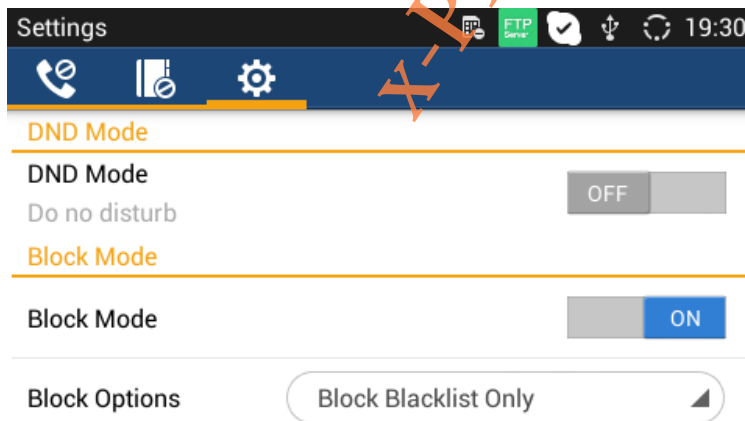 Settings
FTP
Server
19:30
DND Mode
DND Mode
OFF
Do no disturb
Block Mode
Block Mode
ON
Block Options
Block Blacklist Only
x-P